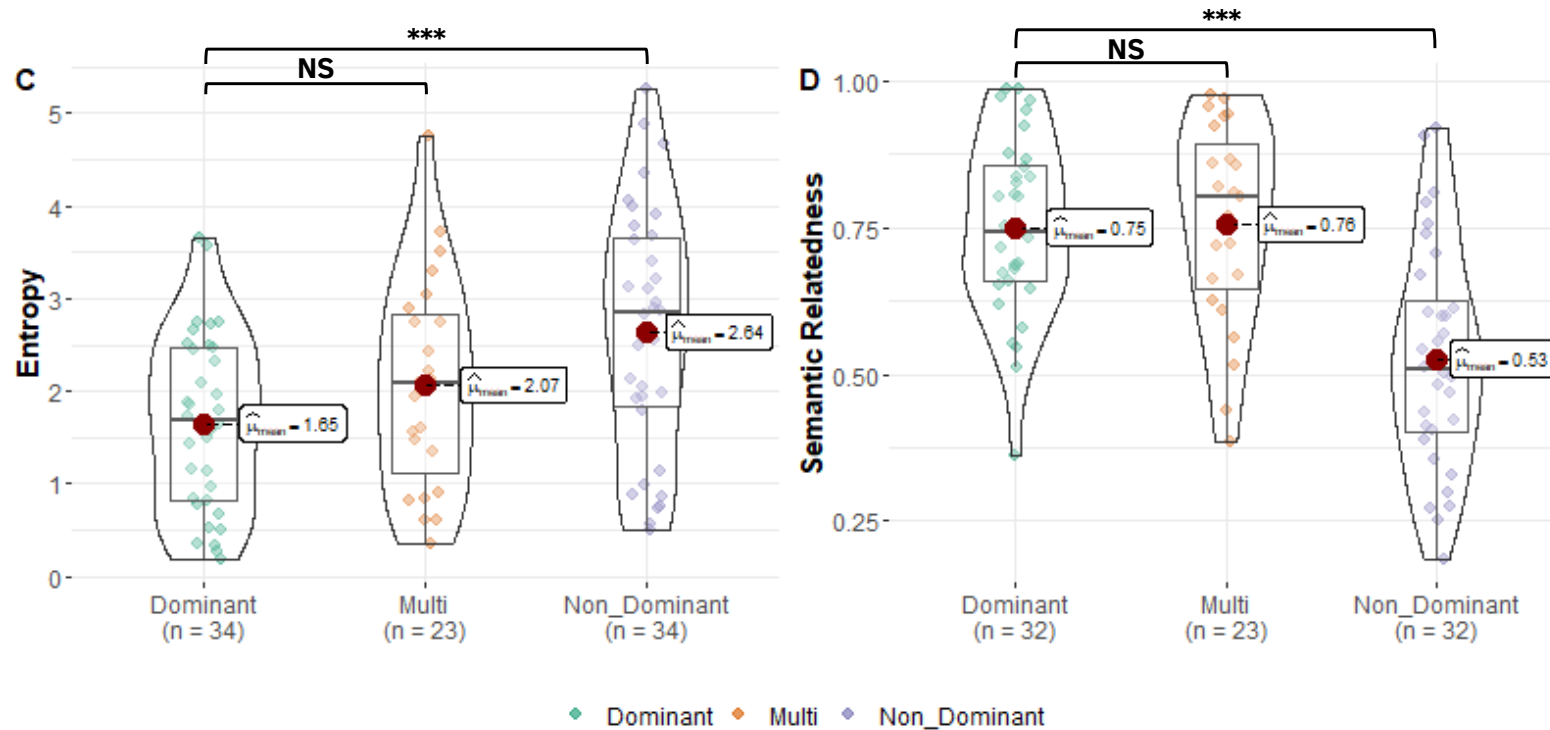 C
***
NS
Entropy
5
4
3
2
1
0
μ̂mean = 1.65
μ̂mean = 2.07
μ̂mean = 2.64
Dominant
(n = 34)
Multi
(n = 23)
Non_Dominant
(n = 34)
D
***
NS
Semantic Relatedness
1.00
0.75
0.50
0.25
μ̂mean = 0.75
μ̂mean = 0.76
μ̂mean = 0.53
Dominant
(n = 32)
Multi
(n = 23)
Non_Dominant
(n = 32)
Dominant Multi Non_Dominant